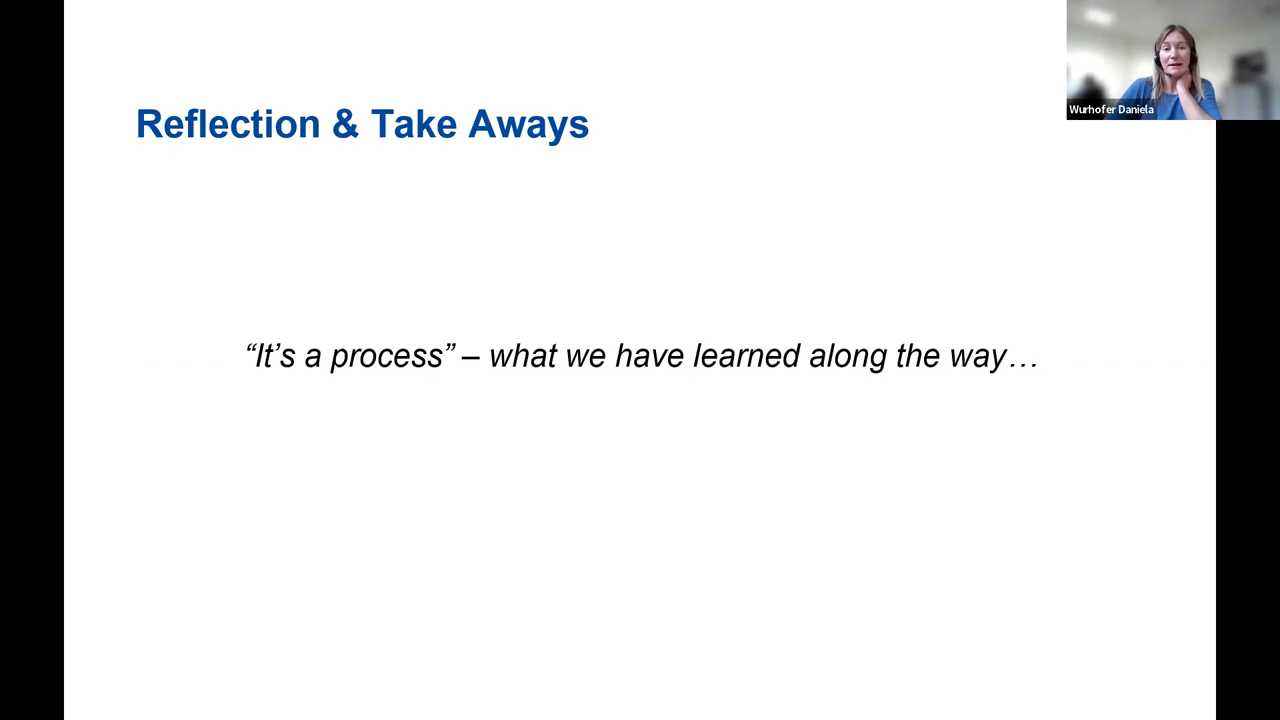 Reflection & Take Aways
“It’s a process” – what we have learned along the way…
Wurhofer Daniela